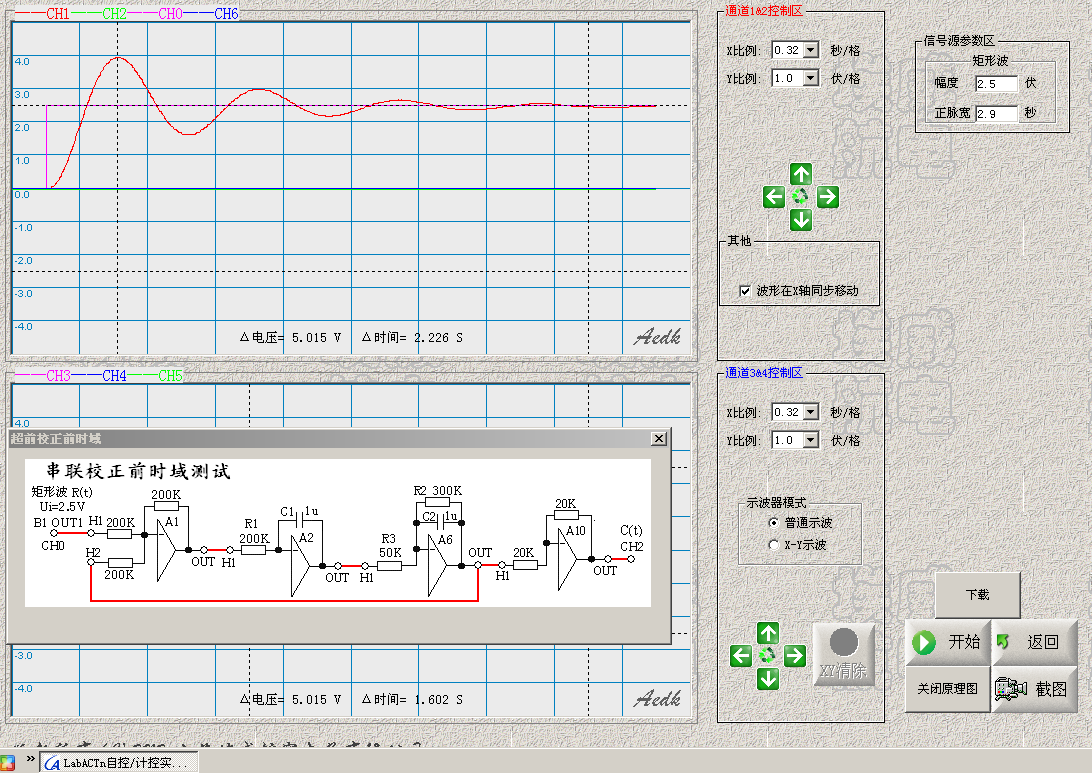 CH1 CH2 CH0 CH6
4.0
3.0
2.0
1.0
0.0
-1.0
-2.0
-3.0
-4.0
△电压= 5.015 V △时间= 2.226 S
Aedk
通道1&2控制区
X比例: 0.32 秒/格
Y比例: 1.0 伏/格
其他
波形在X轴同步移动
信号源参数区
矩形波
幅度 2.5 伏
正脉宽 2.9 秒
CH3 CH4 CH5
4.0
超前校正前时域
串联校正前时域测试
矩形波 R(t)
Ui=2.5V
B1 OUT1 H1 200K
CH0
H2
200K
200K
A1
OUT H1
R1
200K
C1 1u
A2
OUT H1
R3
50K
R2 300K
C2 1u
A6
OUT
H1
20K
20K
A10
OUT
C(t)
CH2
-3.0
-4.0
△电压= 5.015 V △时间= 1.602 S
Aedk
通道3&4控制区
X比例: 0.32 秒/格
Y比例: 1.0 伏/格
示波器模式
普通示波
X-Y示波
XY清除
下载
开始
返回
关闭原理图
截图
LabACTn自控/计控实...